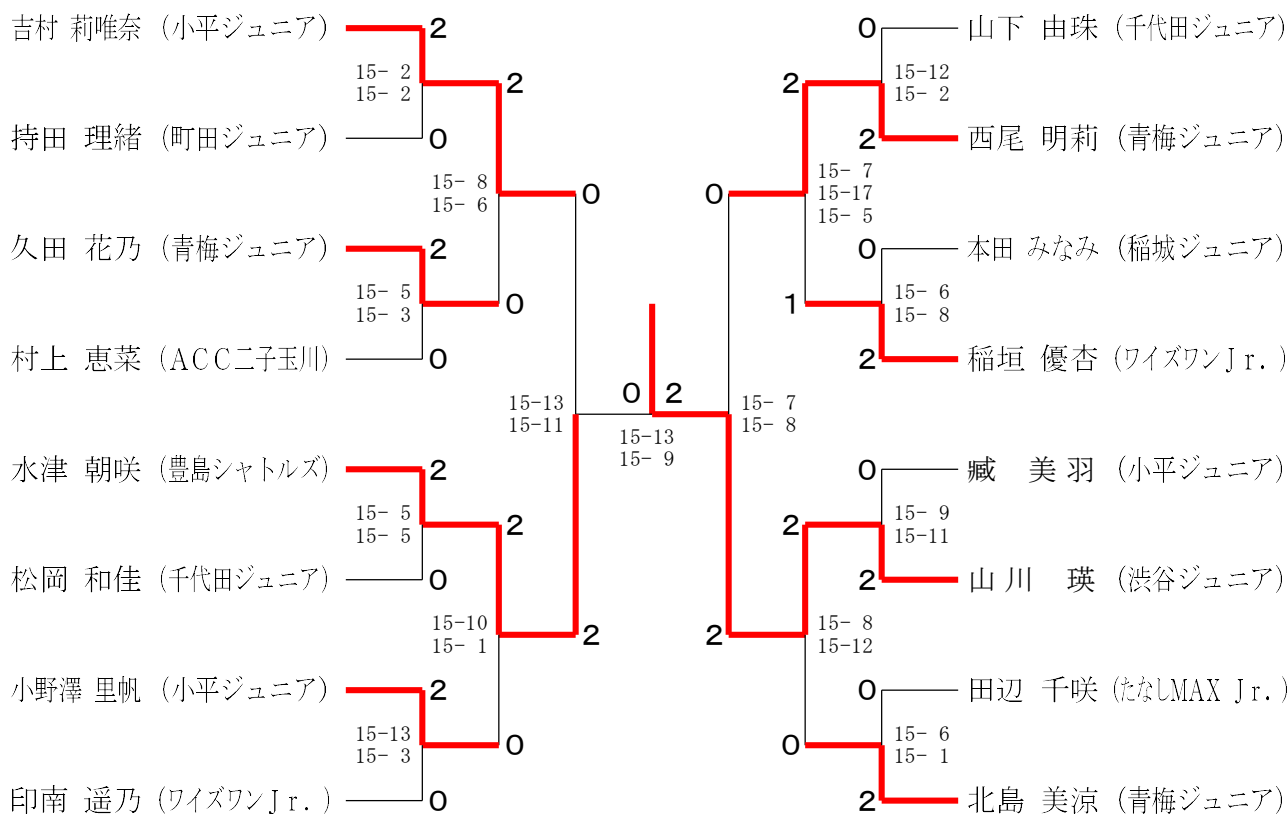 吉村 莉唯奈 (小平ジュニア) 2
15- 2
15- 2
2
持田 理緒 (町田ジュニア) 0
15- 8
15- 6
0
久田 花乃 (青梅ジュニア) 2
15- 5
15- 3
0
村上 恵菜 (ACC二子玉川) 0
15-13
15-11
水津 朝咲 (豊島シャトルズ) 2
15- 5
15- 5
2
松岡 和佳 (千代田ジュニア) 0
15-10
15- 1
2
小野澤 里帆 (小平ジュニア) 2
15-13
15- 3
0
印南 遥乃 (ワイズワンJr.) 0
0 2
15-13
15- 9
0 山下 由珠 (千代田ジュニア)
2
15-12
15- 2
2 西尾 明莉 (青梅ジュニア)
0
15- 7
15-17
15- 5
0 本田 みなみ (稲城ジュニア)
1
15- 6
15- 8
2 稲垣 優杏 (ワイズワンJr.)
15- 7
15- 8
0 臧 美羽 (小平ジュニア)
2
15- 9
15-11
2 山川 瑛 (渋谷ジュニア)
2
15- 8
15-12
0 田辺 千咲 (たなしMAX Jr.)
0
15- 6
15- 1
2 北島 美涼 (青梅ジュニア)